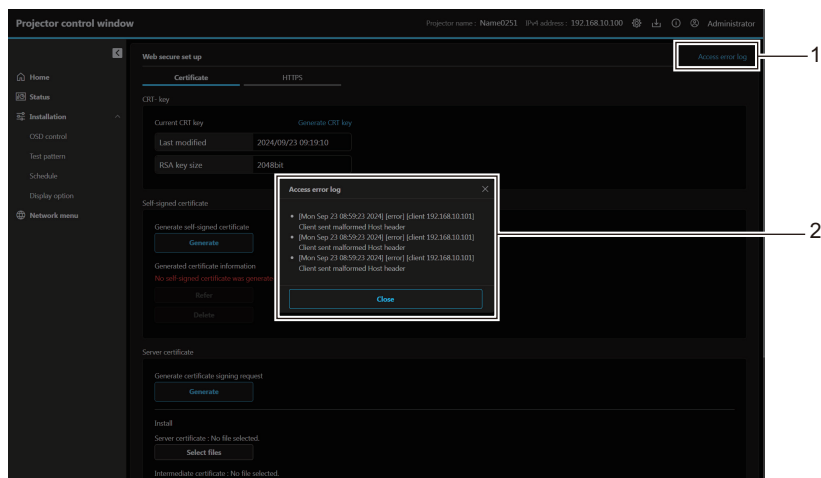 Projector control window
Projector name : Name0251 IPv4 address : 192.168.10.100 Administrator
Web secure set up
Access error log
1
Home
Status
Installation
OSD control
Test pattern
Schedule
Display option
Network menu
Certificate
HTTPS
CRT- key
Current CRT key
Generate CRT key
Last modified
2024/09/23 09:19:10
RSA key size
2048bit
Self-signed certificate
Generate self-signed certificate
Generate
Generated certificate information
No self-signed certificate was generate
Refer
Delete
Access error log
• [Mon Sep 23 08:59:23 2024] [error] [client 192.168.10.101]
Client sent malformed Host header
• [Mon Sep 23 08:59:23 2024] [error] [client 192.168.10.101]
Client sent malformed Host header
• [Mon Sep 23 08:59:23 2024] [error] [client 192.168.10.101]
Client sent malformed Host header
Close
2
Server certificate
Generate certificate signing request
Generate
Install
Server certificate : No file selected.
Select files
Intermediate certificate : No file selected.